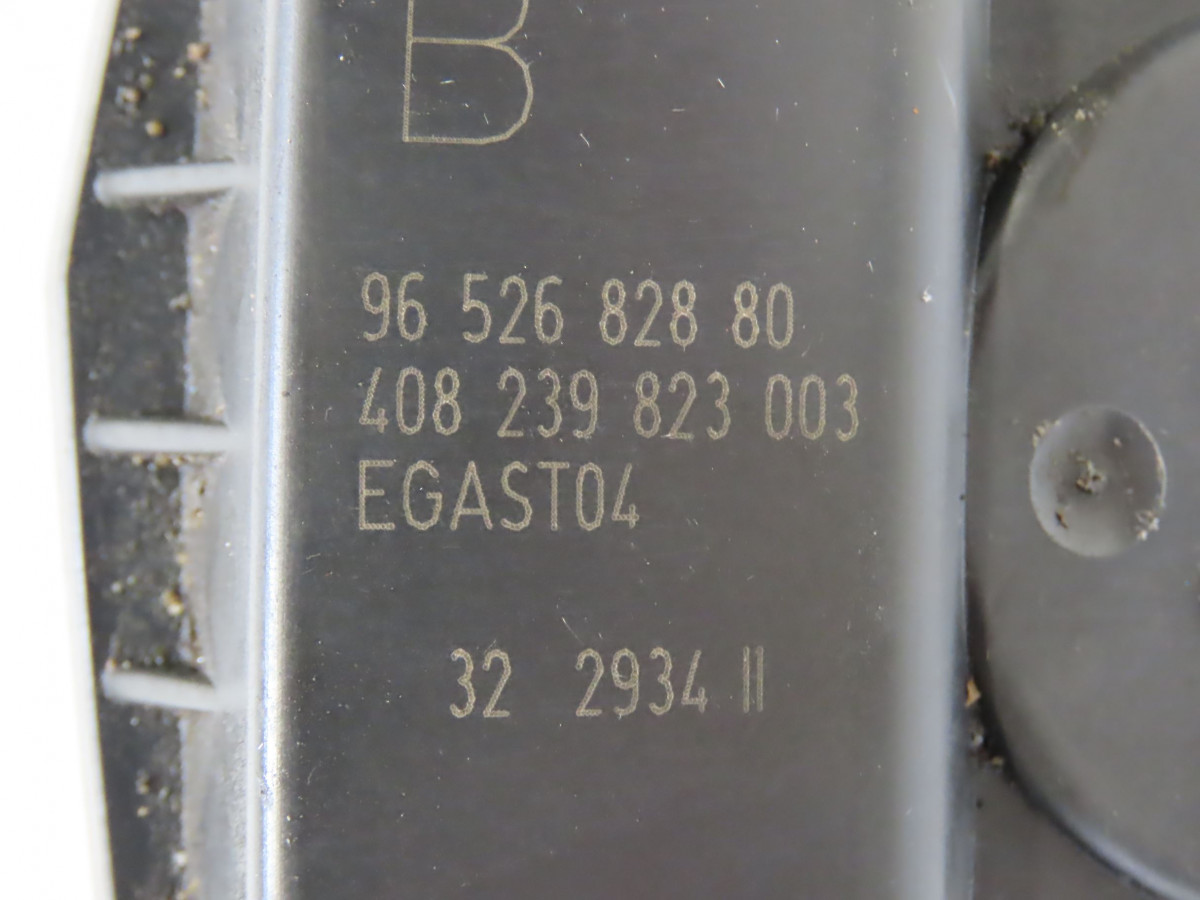 B
96 526 828 80
408 239 823 003
EGAST04
32 2934 II